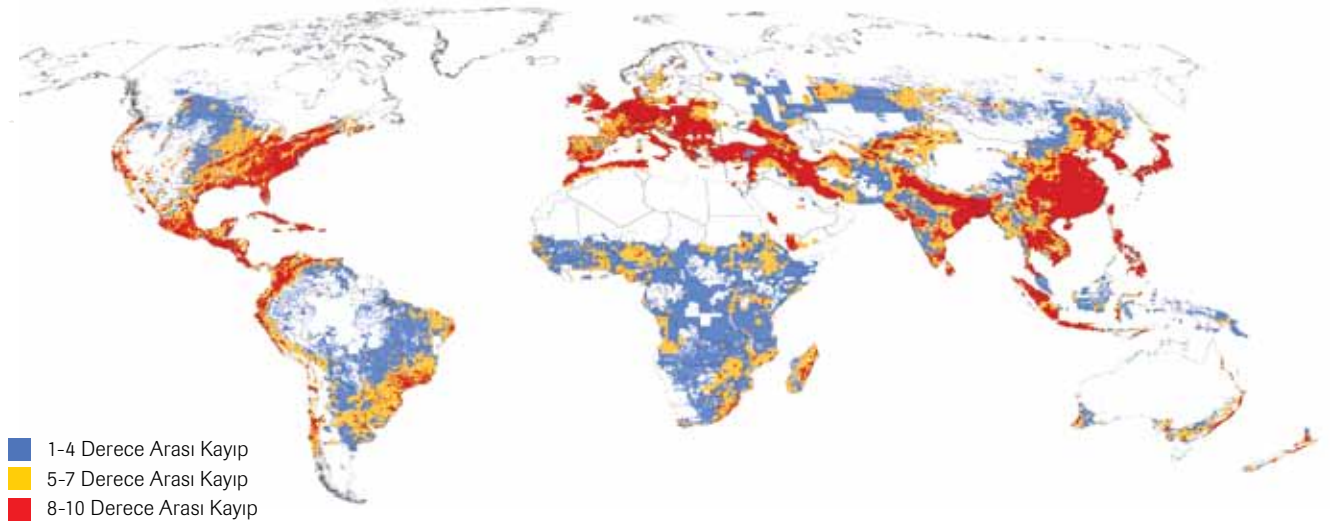 1-4 Derece Arası Kayıp
5-7 Derece Arası Kayıp
8-10 Derece Arası Kayıp